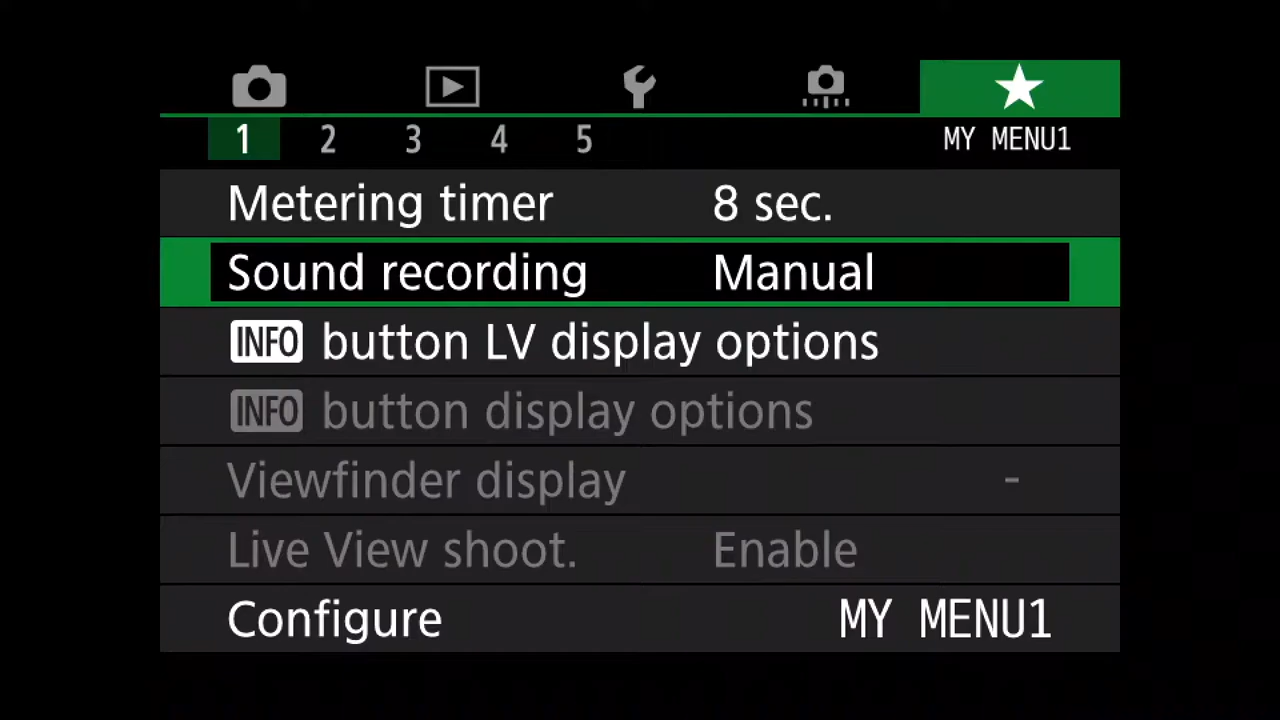 1 2 3 4 5 MY MENU1
Metering timer 8 sec.
Sound recording Manual
INFO button LV display options
INFO button display options
Viewfinder display -
Live View shoot. Enable
Configure MY MENU1